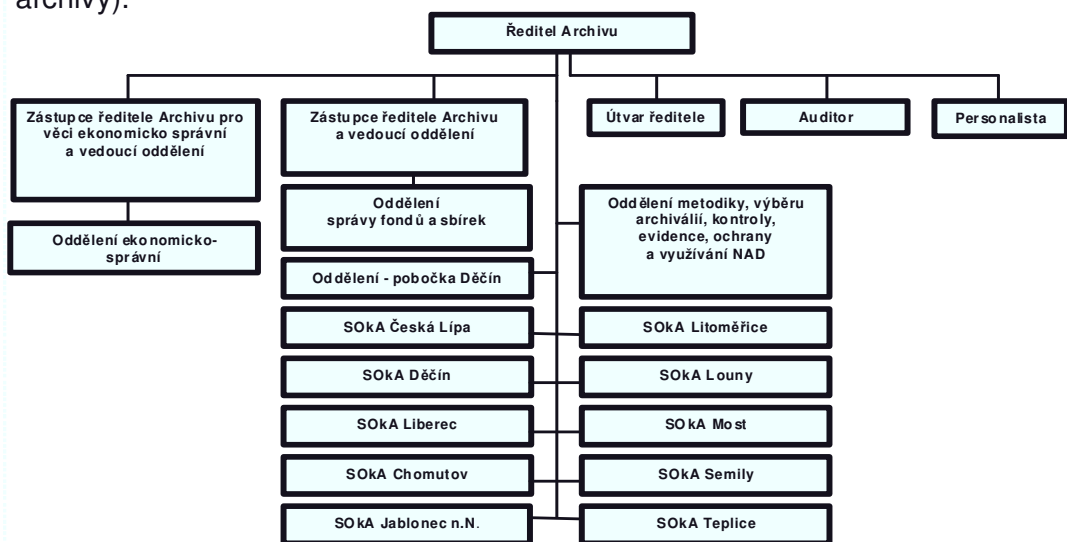 archivy).
Ředitel Archivu
Zástupce ředitele Archivu pro
věci ekonomicko správní
a vedoucí oddělení
Zástupce ředitele Archivu
a vedoucí oddělení
Útvar ředitele
Auditor
Personalista
Oddělení ekonomicko-
správní
Oddělení
správy fondů a sbírek
Oddělení metodiky, výběru
archiválií, kontroly,
evidence, ochrany
a využívání NAD
Oddělení - pobočka Děčín
SOkA Česká Lípa
SOkA Litoměřice
SOkA Děčín
SOkA Louny
SOkA Liberec
SOkA Most
SOkA Chomutov
SOkA Semily
SOkA Jablonec n.N.
SOkA Teplice